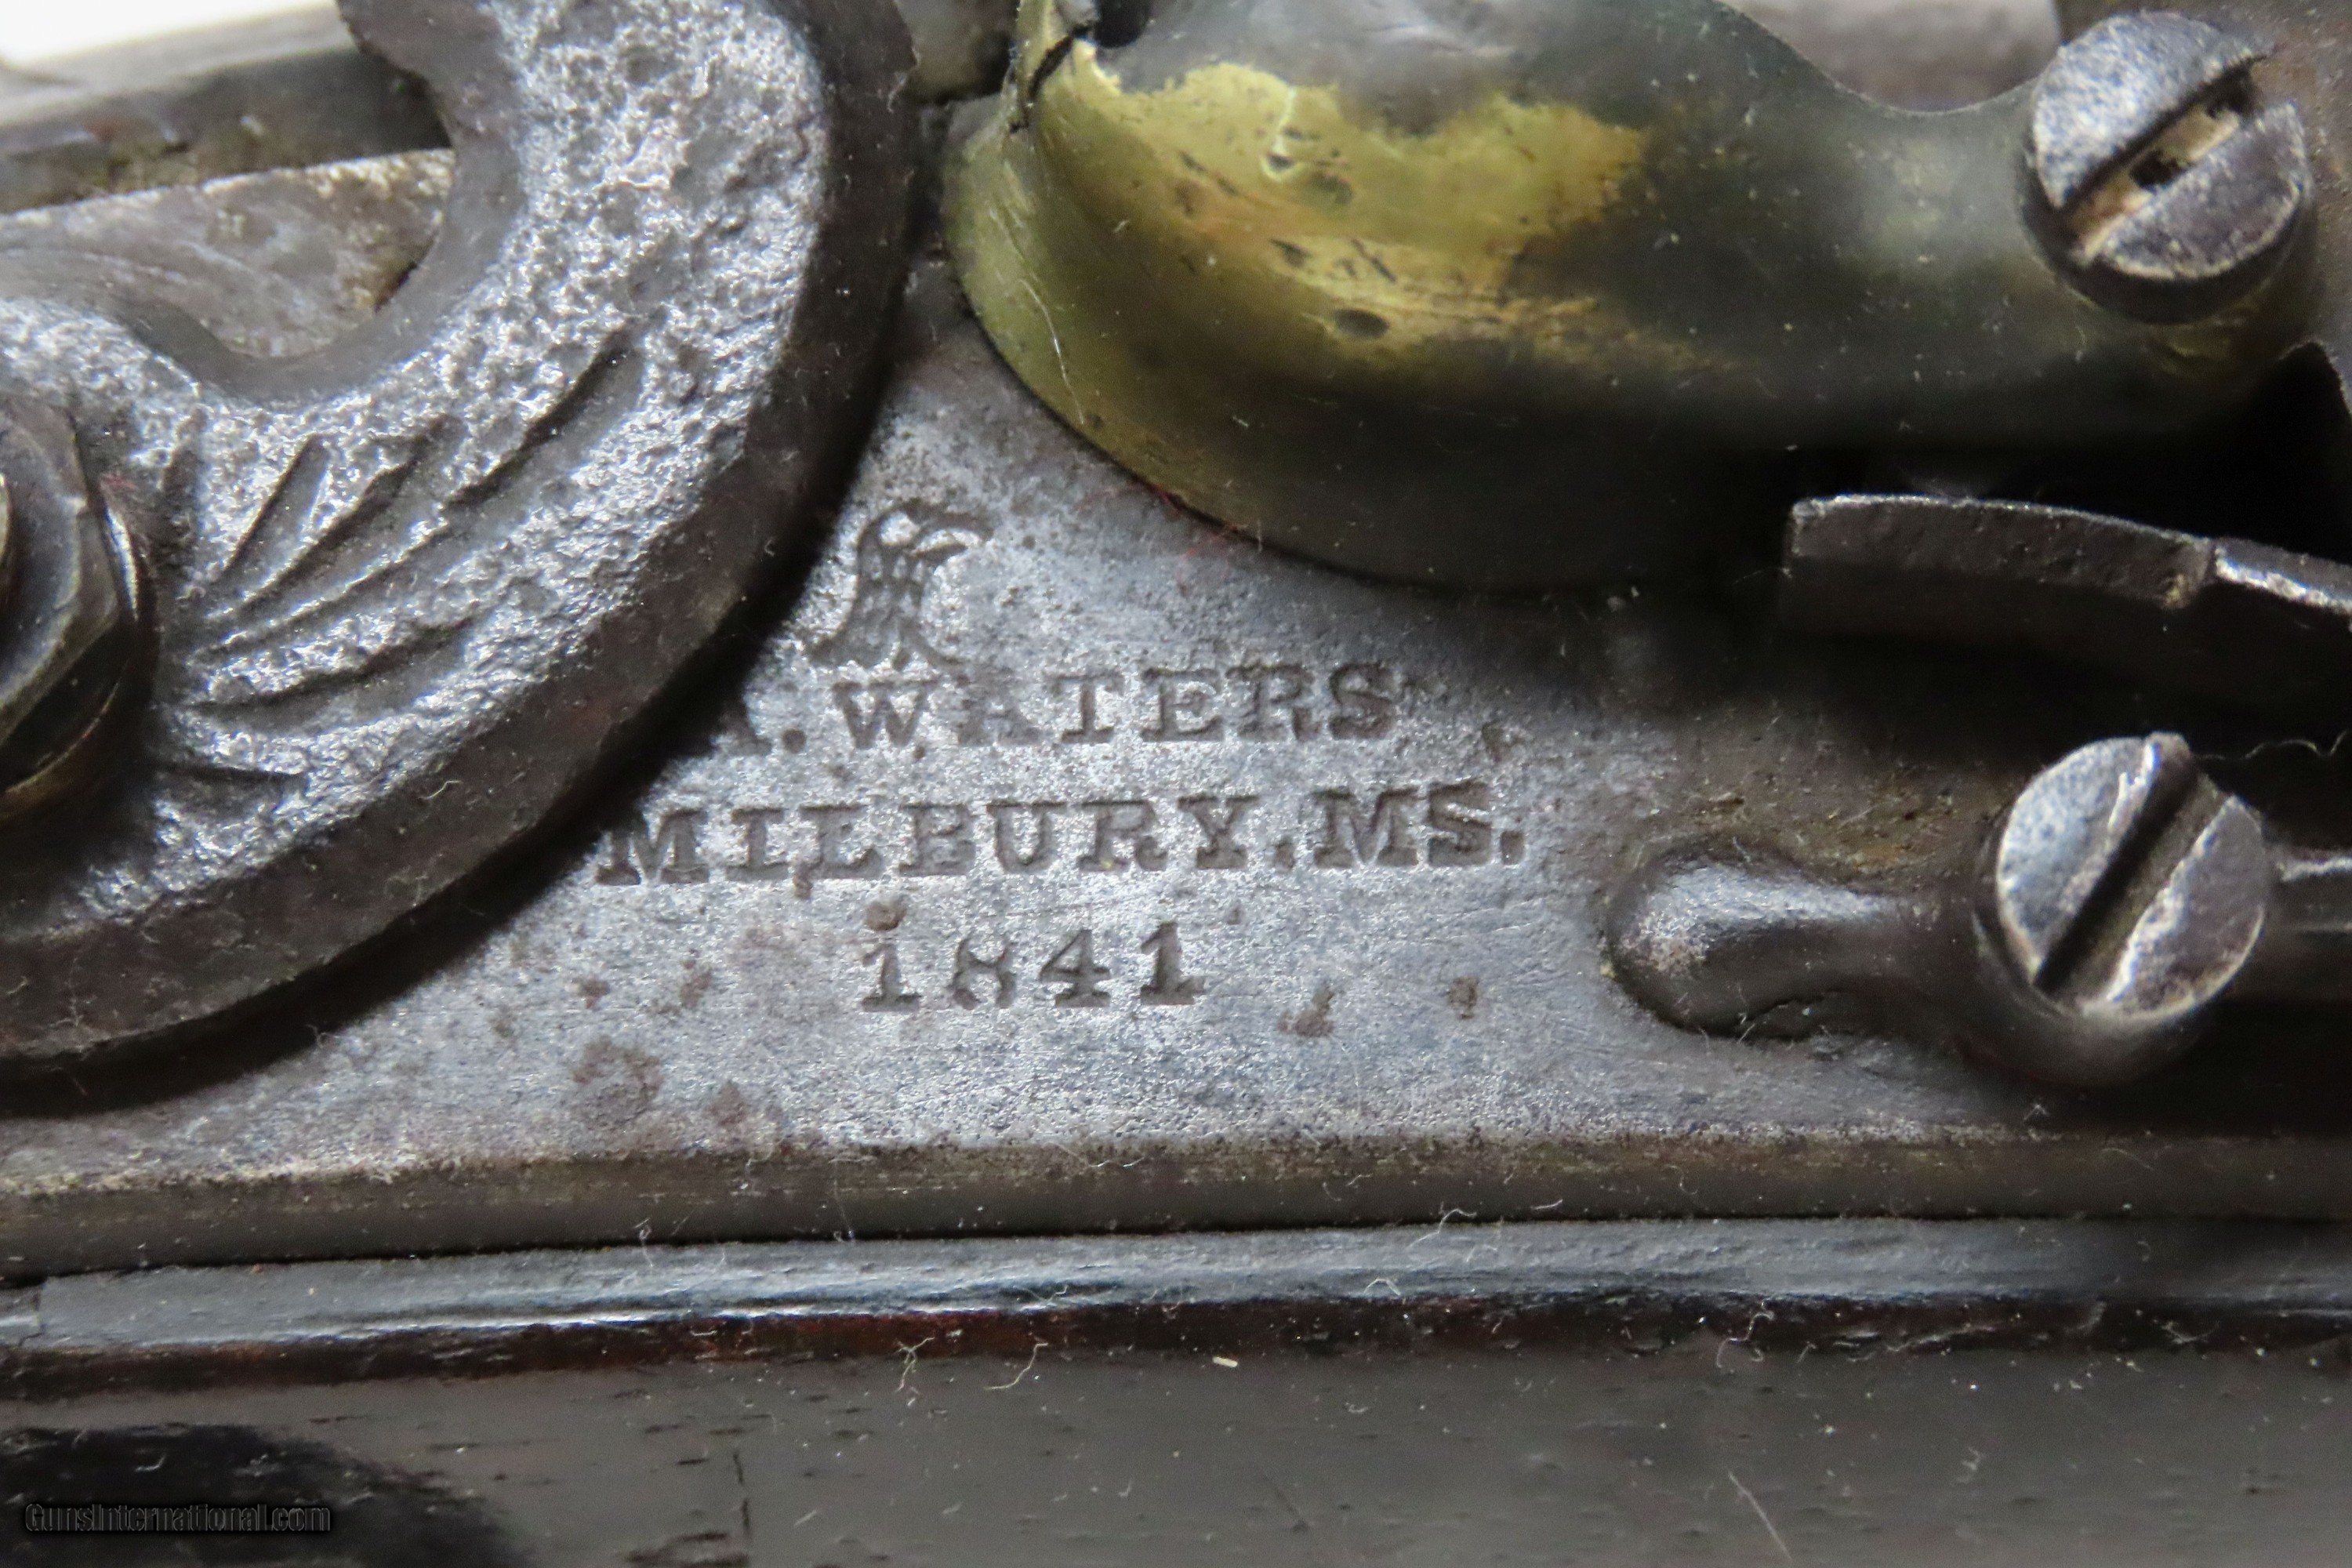 A. WATERS
MILBURY. MS.
1841
GunsInternational.com